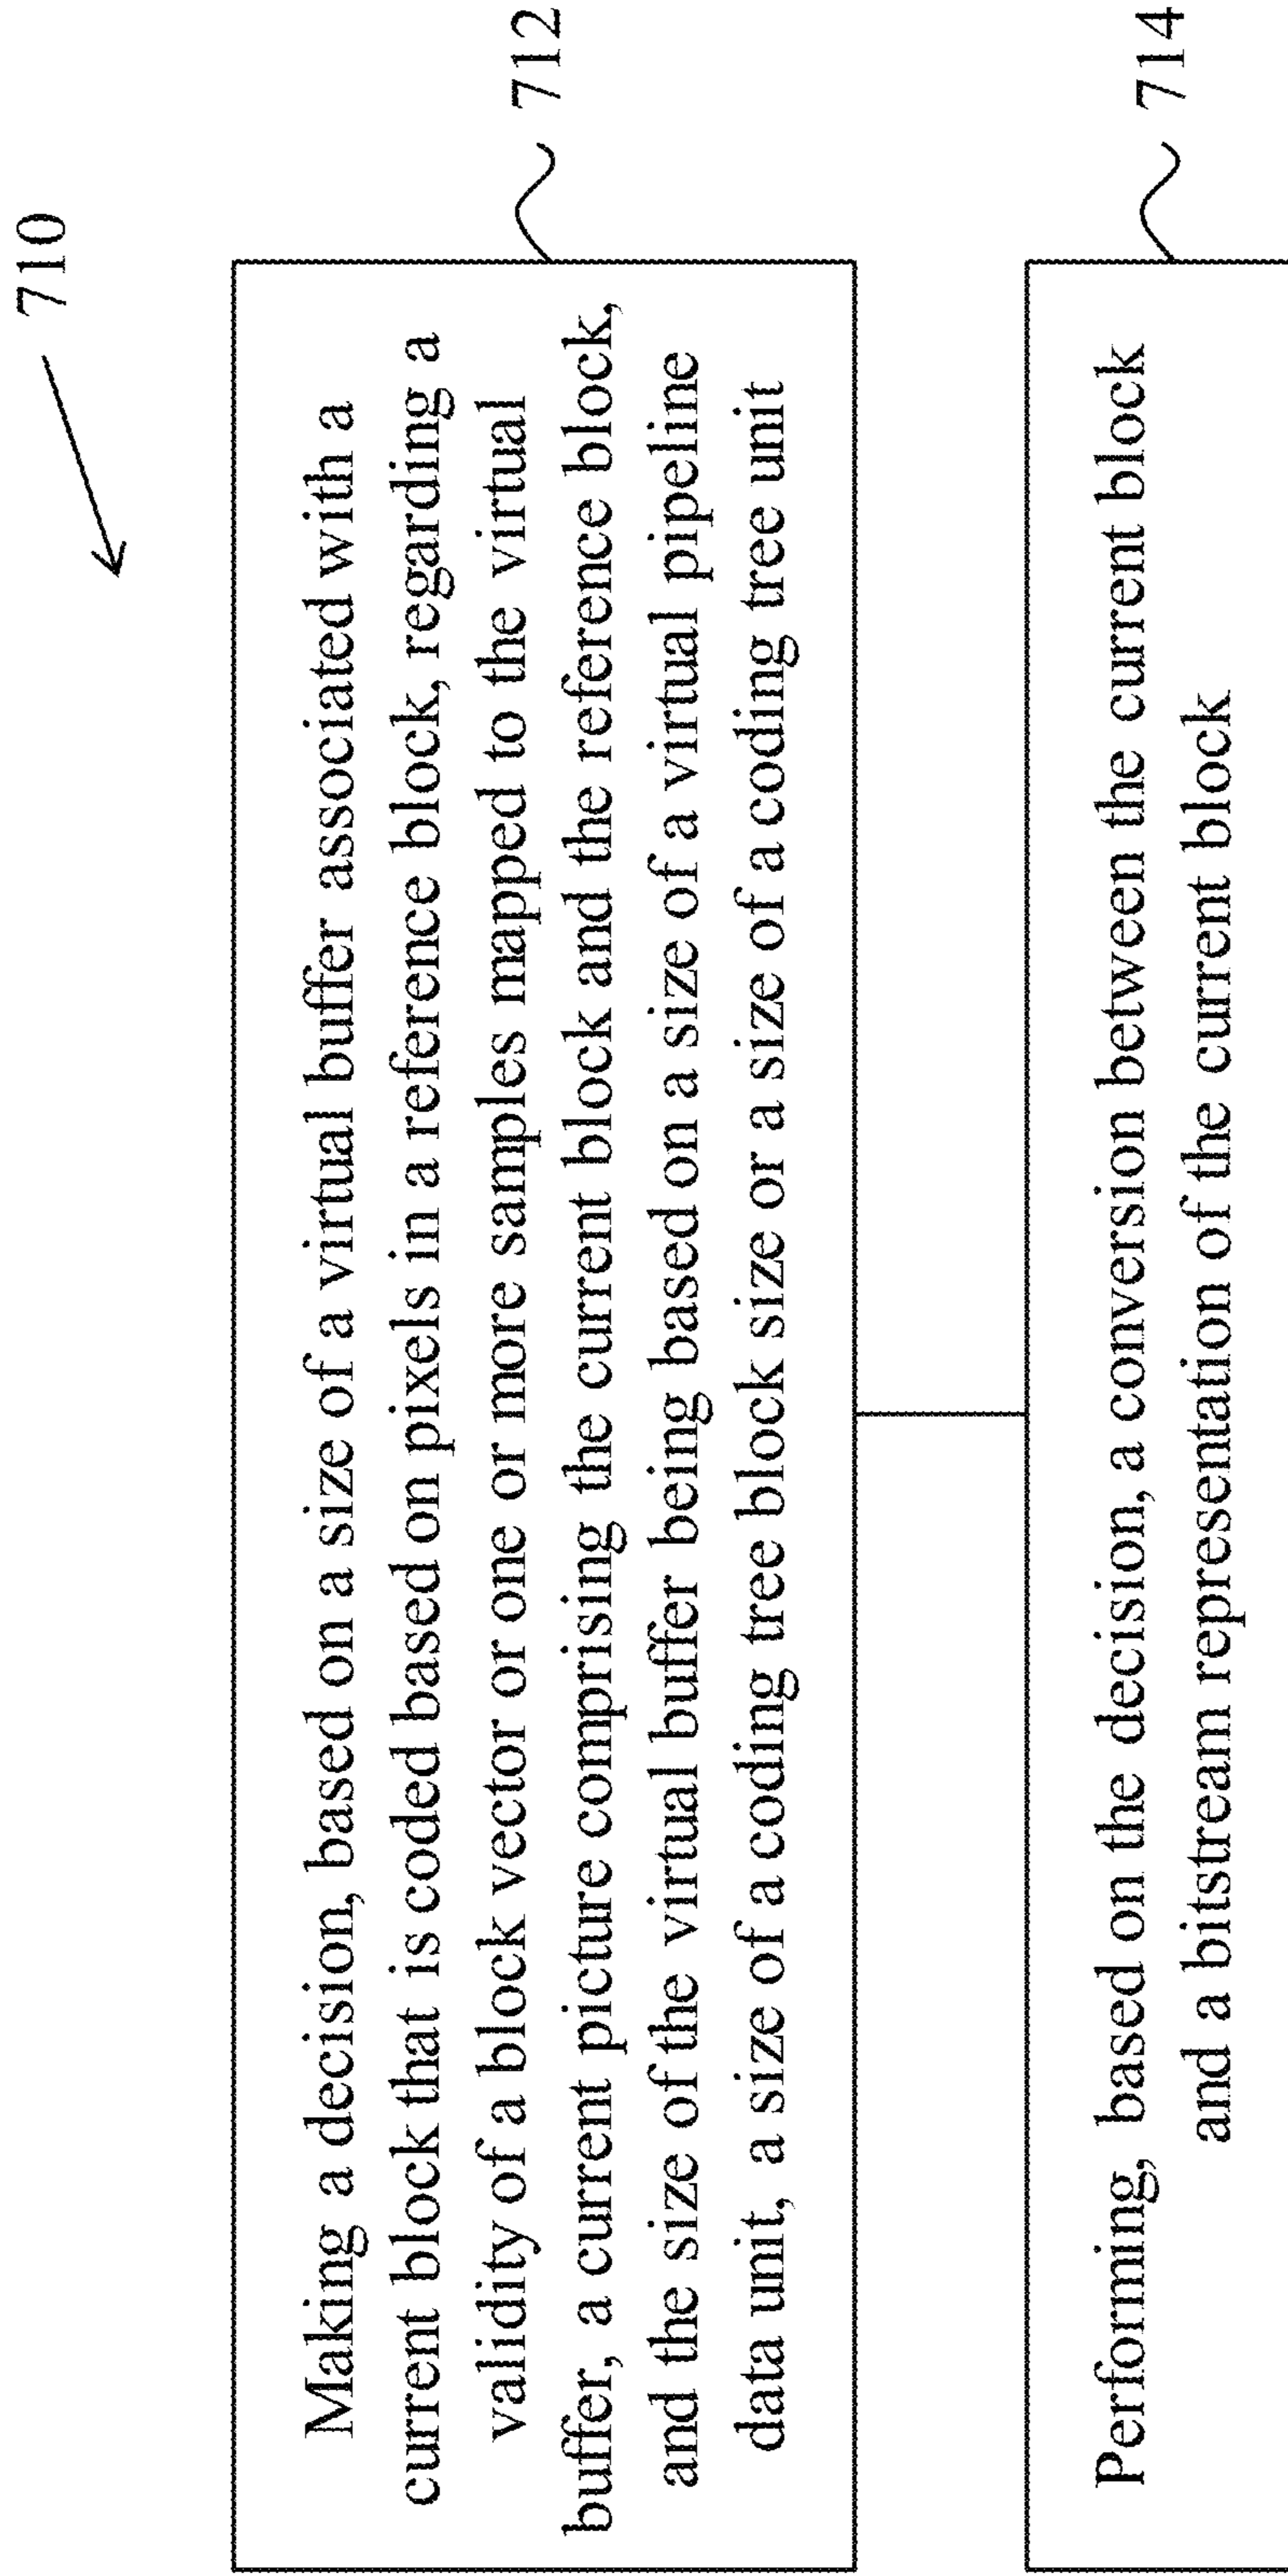 710
Making a decision, based on a size of a virtual buffer associated with a
current block that is coded based on pixels in a reference block, regarding a
validity of a block vector or one or more samples mapped to the virtual
buffer, a current picture comprising the current block and the reference block,
and the size of the virtual buffer being based on a size of a virtual pipeline
data unit, a size of a coding tree block size or a size of a coding tree unit
712
Performing, based on the decision, a conversion between the current block
and a bitstream representation of the current block
714